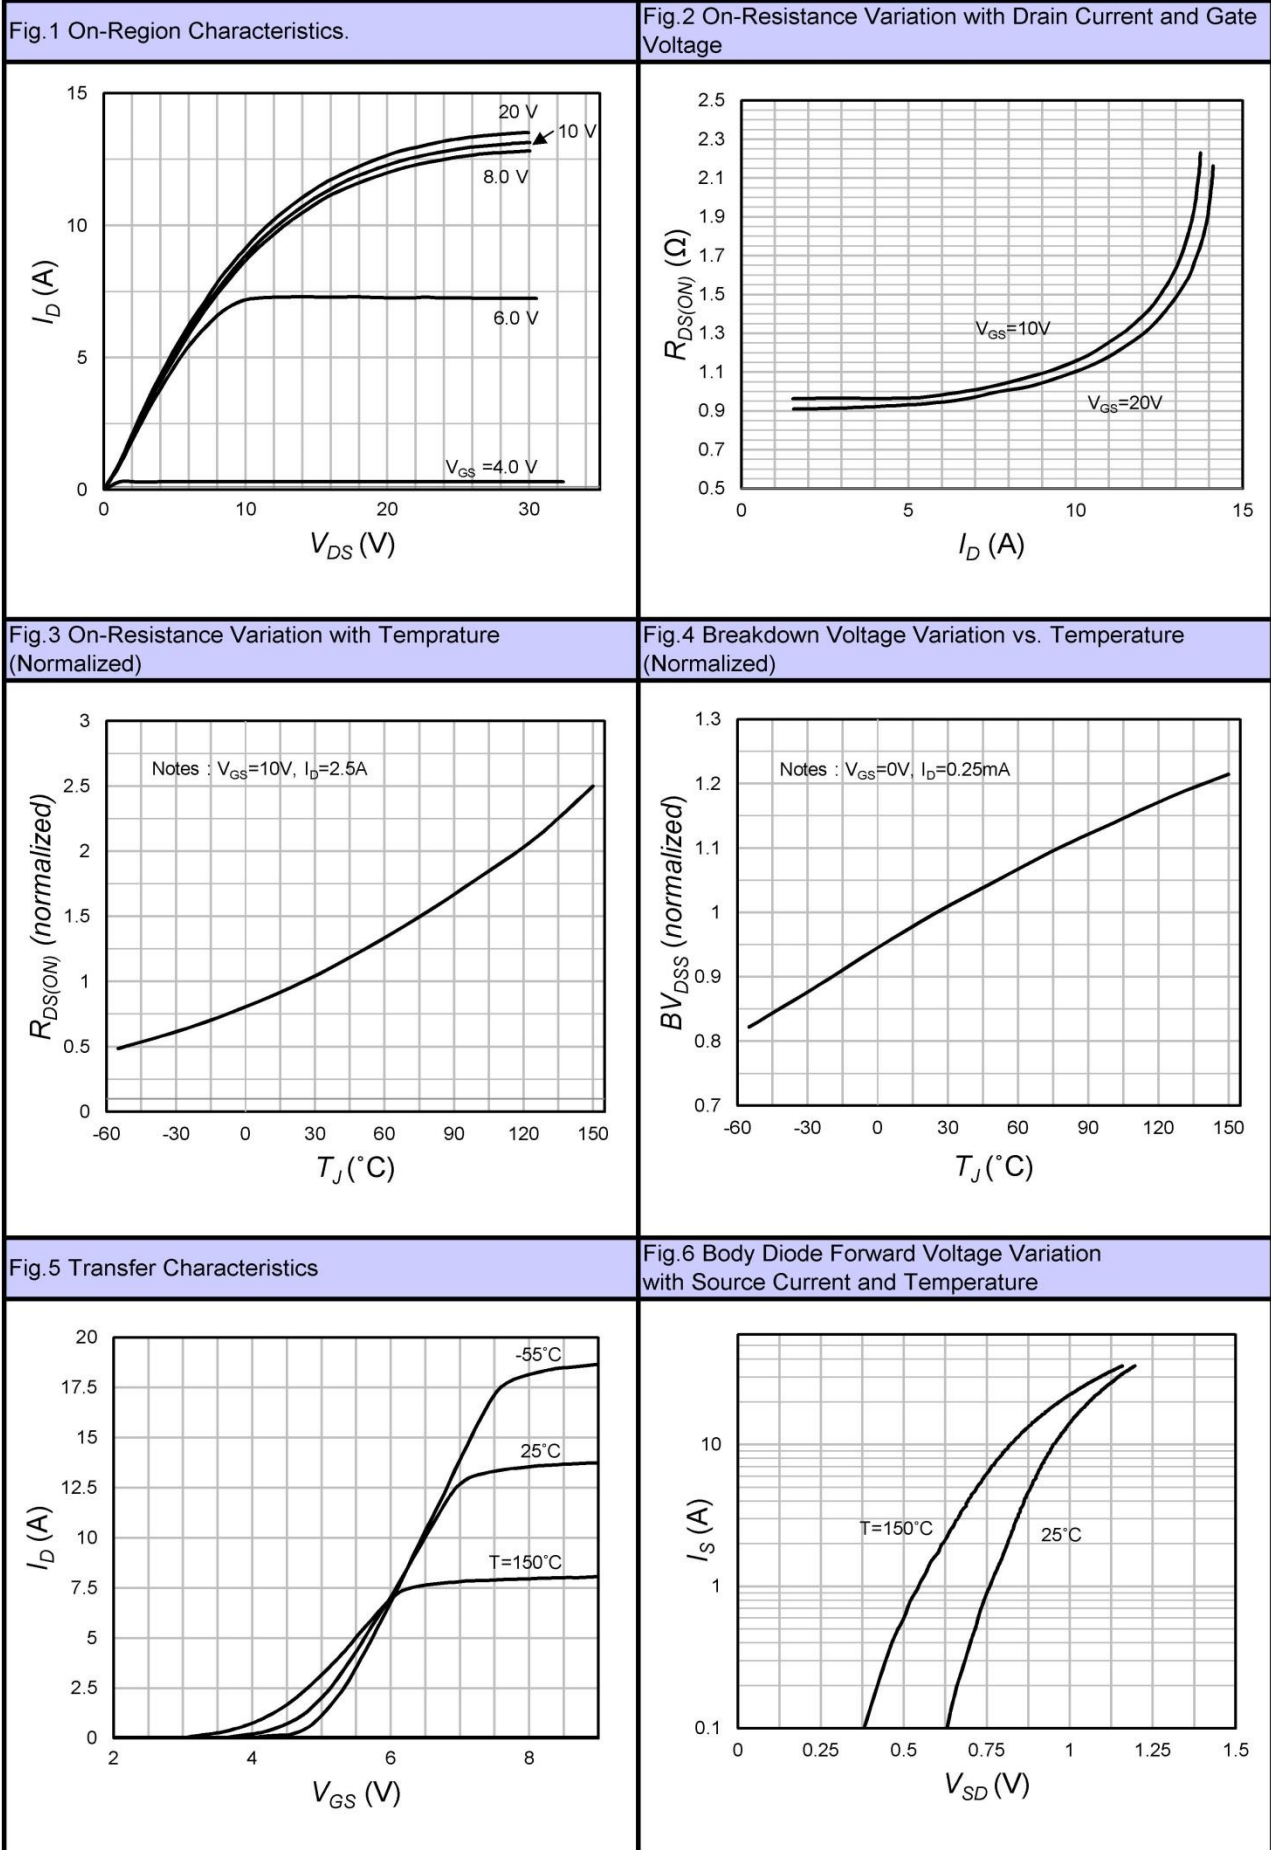 Fig.1 On-Region Characteristics.
Fig.2 On-Resistance Variation with Drain Current and Gate
Voltage
15
10
5
0
0
10
20
30
20 V
10 V
8.0 V
6.0 V
V_GS =4.0 V
I_D (A)
V_DS (V)
2.5
2.3
2.1
1.9
1.7
1.5
1.3
1.1
0.9
0.7
0.5
0
5
10
15
V_GS=10V
V_GS=20V
R_DS(ON) (Ω)
I_D (A)
Fig.3 On-Resistance Variation with Temprature
(Normalized)
Fig.4 Breakdown Voltage Variation vs. Temperature
(Normalized)
3
2.5
2
1.5
1
0.5
0
-60
-30
0
30
60
90
120
150
Notes : V_GS=10V, I_D=2.5A
R_DS(ON) (normalized)
T_J (˚C)
1.3
1.2
1.1
1
0.9
0.8
0.7
-60
-30
0
30
60
90
120
150
Notes : V_GS=0V, I_D=0.25mA
BV_DSS (normalized)
T_J (˚C)
Fig.5 Transfer Characteristics
Fig.6 Body Diode Forward Voltage Variation
with Source Current and Temperature
20
17.5
15
12.5
10
7.5
5
2.5
0
2
4
6
8
-55˚C
25˚C
T=150˚C
I_D (A)
V_GS (V)
10
1
0.1
0
0.25
0.5
0.75
1
1.25
1.5
T=150˚C
25˚C
I_S (A)
V_SD (V)